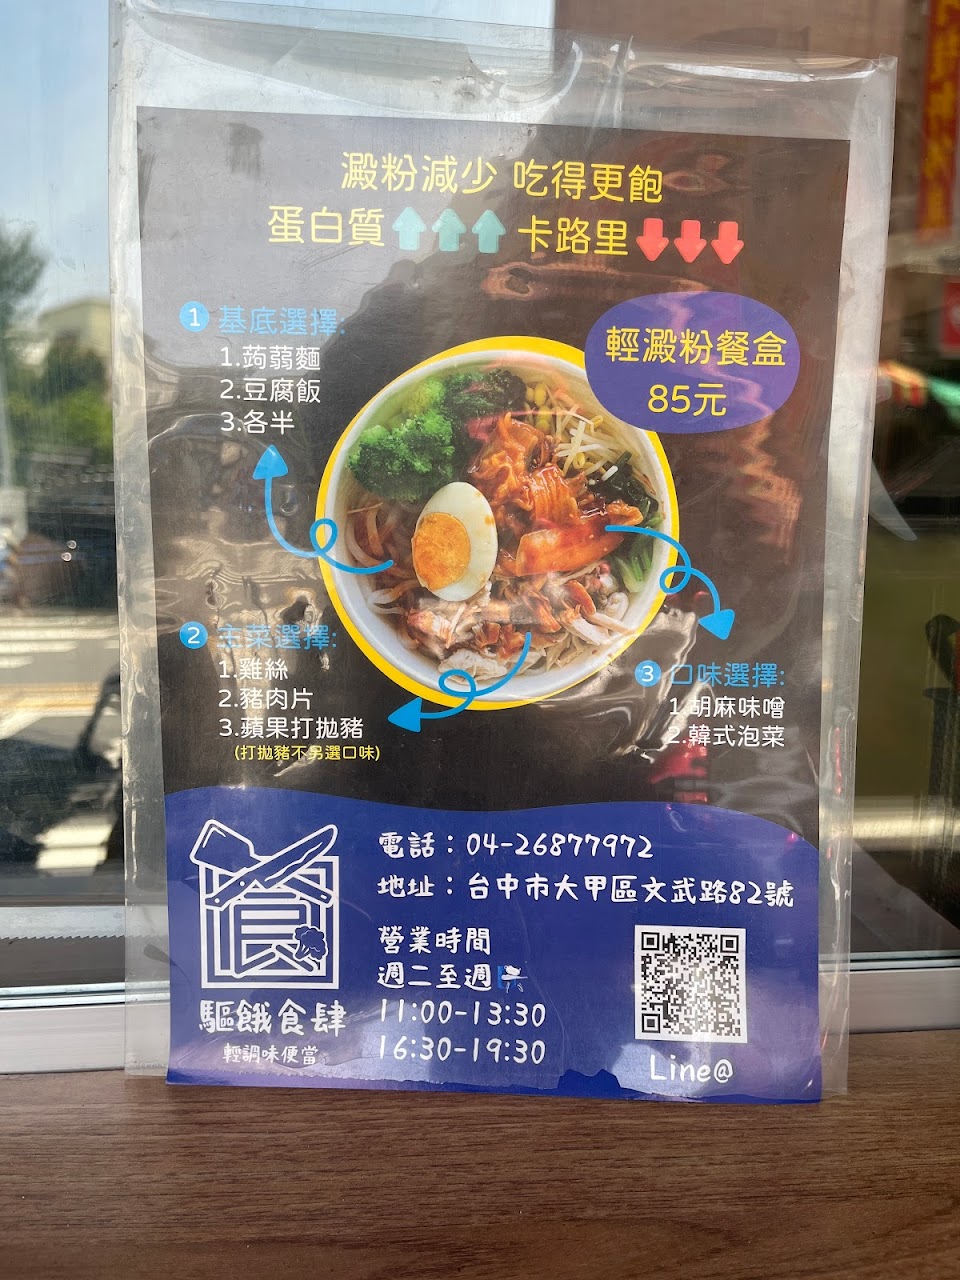 澱粉減少 吃得更飽
蛋白質 卡路里
輕澱粉餐盒
85元
1 基底選擇:
1.蒟蒻麵
2.豆腐飯
3.各半
2 主菜選擇:
1.雞絲
2.豬肉片
3.蘋果打拋豬
(打拋豬不另選口味)
3 口味選擇:
1.胡麻味噌
2.韓式泡菜
食
驅餓食肆
輕調味便當
電話：04-26877972
地址：台中市大甲區文武路82號
營業時間
週二至週
11:00-13:30
16:30-19:30
Line@